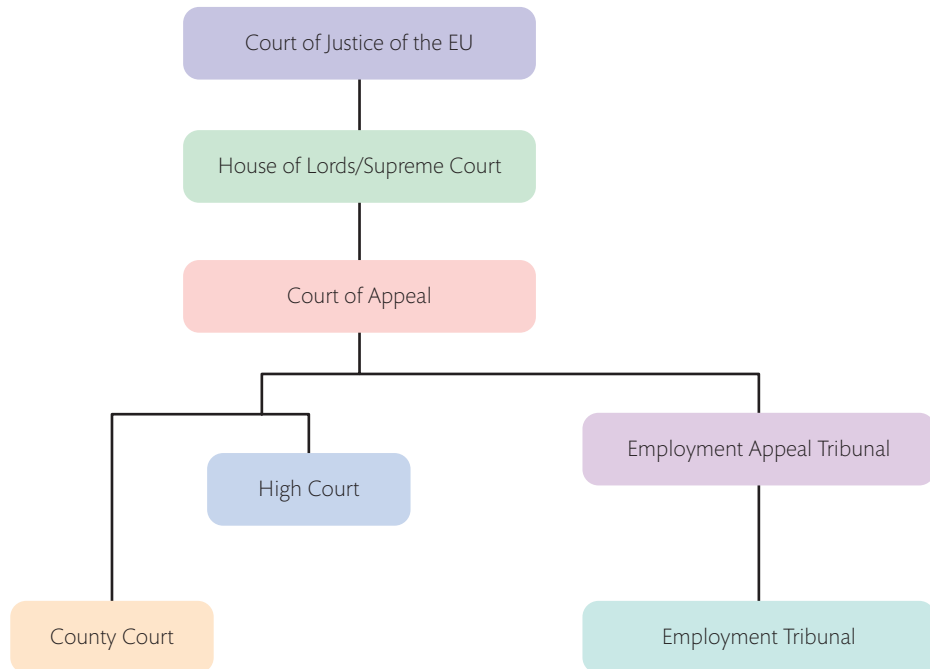 Court of Justice of the EU
House of Lords/Supreme Court
Court of Appeal
Employment Appeal Tribunal
High Court
County Court
Employment Tribunal